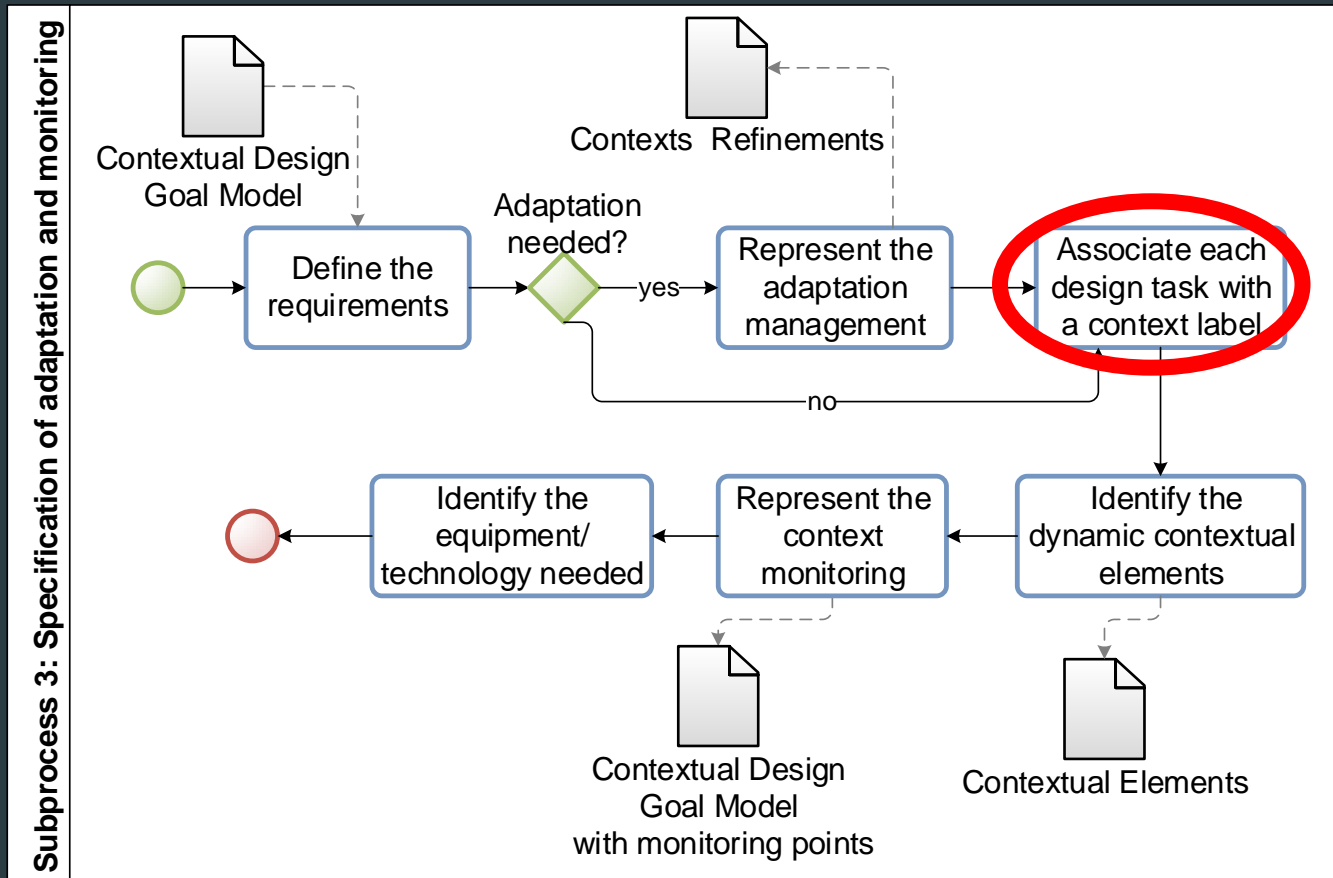 Subprocess 3: Specification of adaptation and monitoring
Contextual Design
Goal Model
Contexts Refinements
Adaptation
needed?
Define the
requirements
yes
Represent the
adaptation
management
Associate each
design task with
a context label
no
Identify the
equipment/
technology needed
Represent the
context
monitoring
Identify the
dynamic contextual
elements
Contextual Design
Goal Model
with monitoring points
Contextual Elements